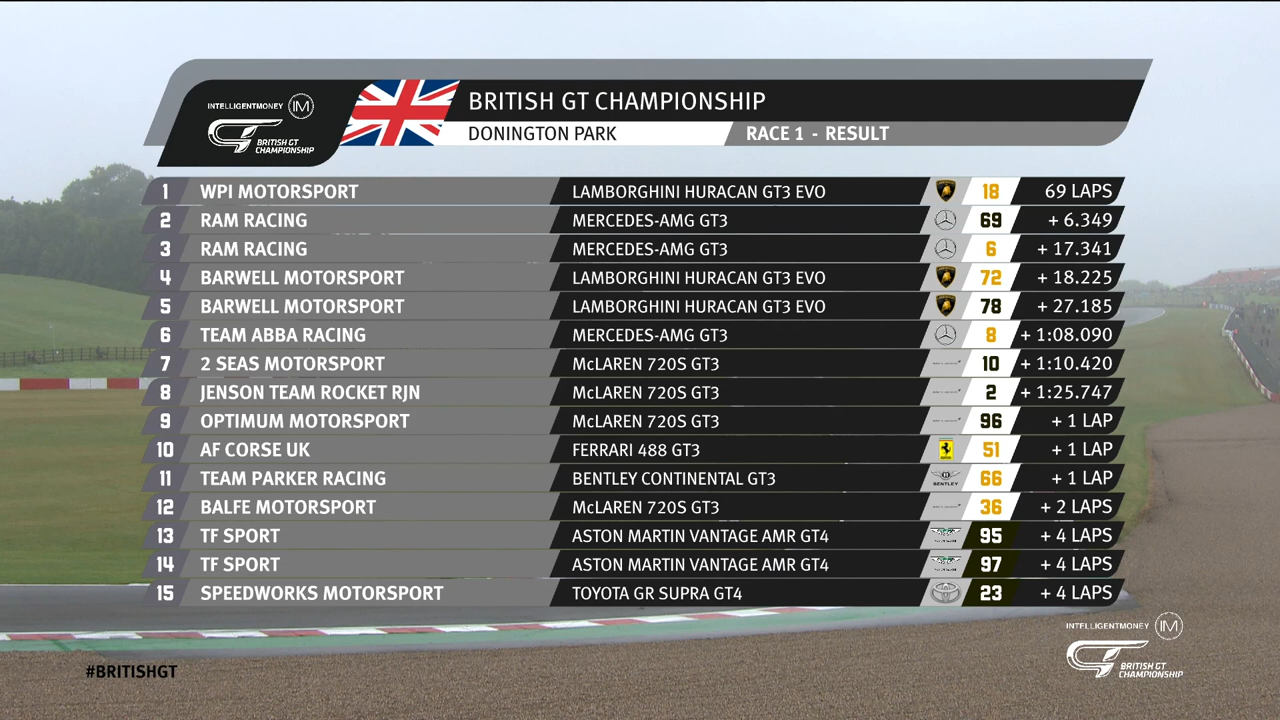 INTELLIGENTMONEY IM
BRITISH GT
CHAMPIONSHIP
BRITISH GT CHAMPIONSHIP
DONINGTON PARK RACE 1 - RESULT
1 WPI MOTORSPORT LAMBORGHINI HURACAN GT3 EVO 18 69 LAPS
2 RAM RACING MERCEDES-AMG GT3 69 + 6.349
3 RAM RACING MERCEDES-AMG GT3 6 + 17.341
4 BARWELL MOTORSPORT LAMBORGHINI HURACAN GT3 EVO 72 + 18.225
5 BARWELL MOTORSPORT LAMBORGHINI HURACAN GT3 EVO 78 + 27.185
6 TEAM ABBA RACING MERCEDES-AMG GT3 8 + 1:08.090
7 2 SEAS MOTORSPORT McLAREN 720S GT3 10 + 1:10.420
8 JENSON TEAM ROCKET RJN McLAREN 720S GT3 2 + 1:25.747
9 OPTIMUM MOTORSPORT McLAREN 720S GT3 96 + 1 LAP
10 AF CORSE UK FERRARI 488 GT3 51 + 1 LAP
11 TEAM PARKER RACING BENTLEY CONTINENTAL GT3 BENTLEY 66 + 1 LAP
12 BALFE MOTORSPORT McLAREN 720S GT3 36 + 2 LAPS
13 TF SPORT ASTON MARTIN VANTAGE AMR GT4 95 + 4 LAPS
14 TF SPORT ASTON MARTIN VANTAGE AMR GT4 97 + 4 LAPS
15 SPEEDWORKS MOTORSPORT TOYOTA GR SUPRA GT4 23 + 4 LAPS
INTELLIGENTMONEY IM
BRITISH GT
CHAMPIONSHIP
#BRITISHGT